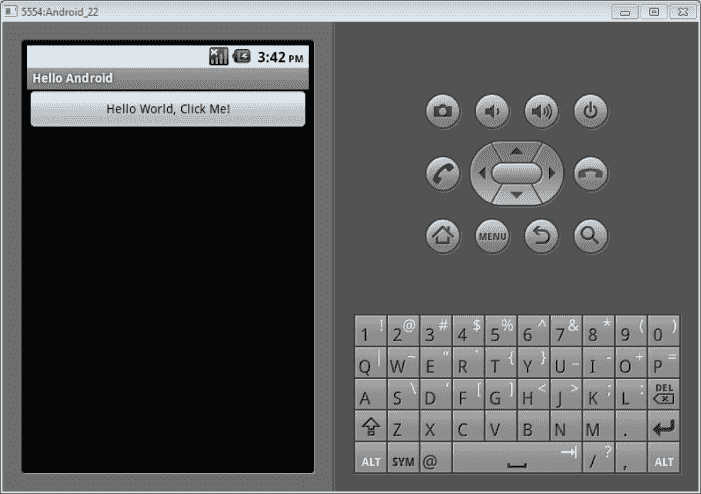 5554:Android_22
3:42 PM
Hello Android
Hello World, Click Me!
MENU
1 ! 2 @ 3 # 4 $ 5 % 6 ^ 7 & 8 * 9 ( 0 )
Q | W ~ E " R ` T { Y } U _ I - O + P =
A S \ D ' F [ G ] H < J > K ; L : DEL
Z X C V B N M .
ALT SYM @ / ? , ALT